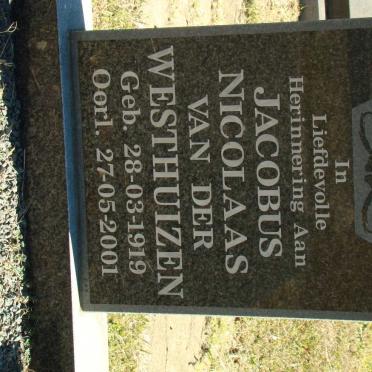 In
Liefdevolle
Herinnering Aan
JACOBUS
NICOLAAS
VAN DER
WESTHUIZEN
Geb. 28-03-1919
Oorl. 27-05-2001